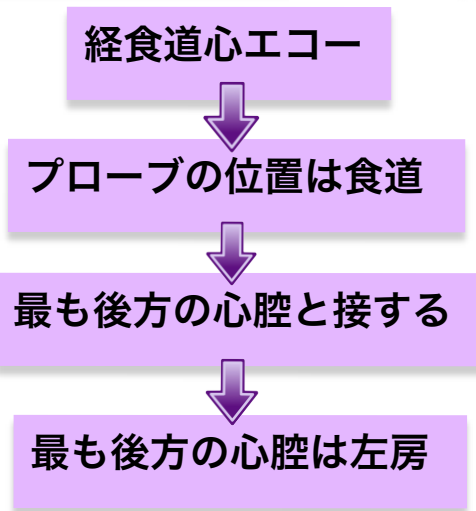 経食道心エコー
プローブの位置は食道
最も後方の心腔と接する
最も後方の心腔は左房